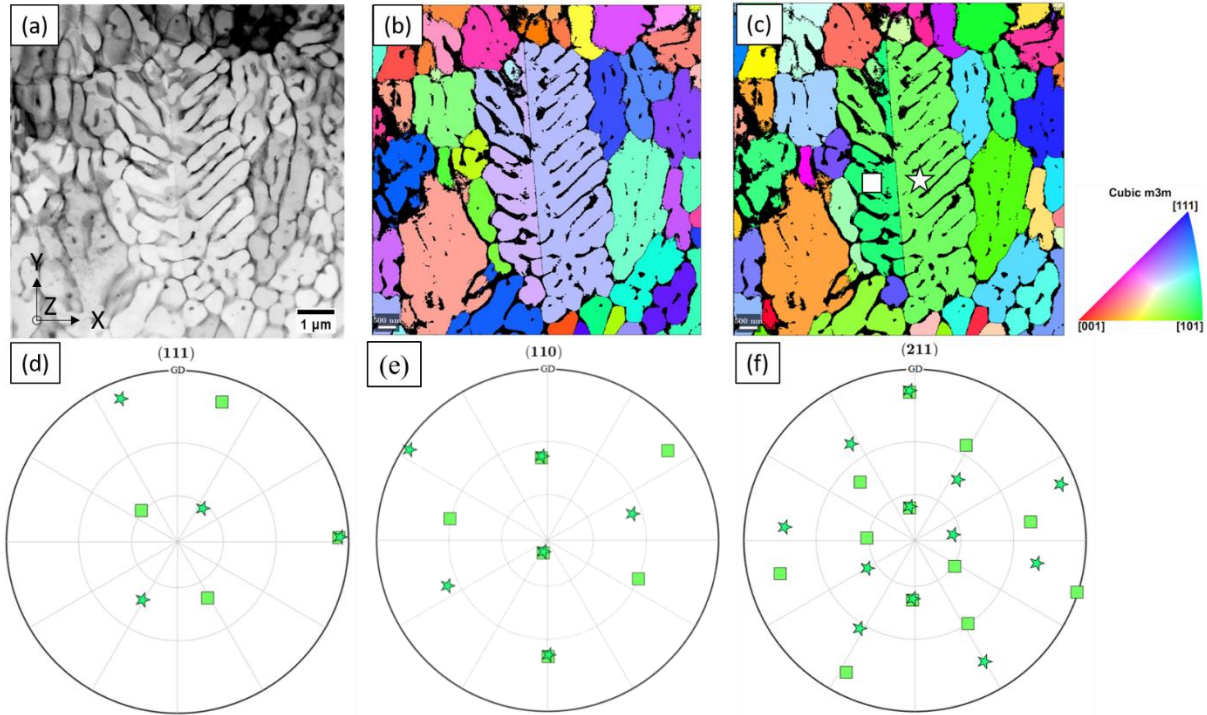 (a)
Y
Z
X
1 μm
(b)
500 nm
(c)
500 nm
Cubic m3m
[111]
[001]
[101]
(d)
(111)
GD
(e)
(110)
GD
(f)
(211)
GD